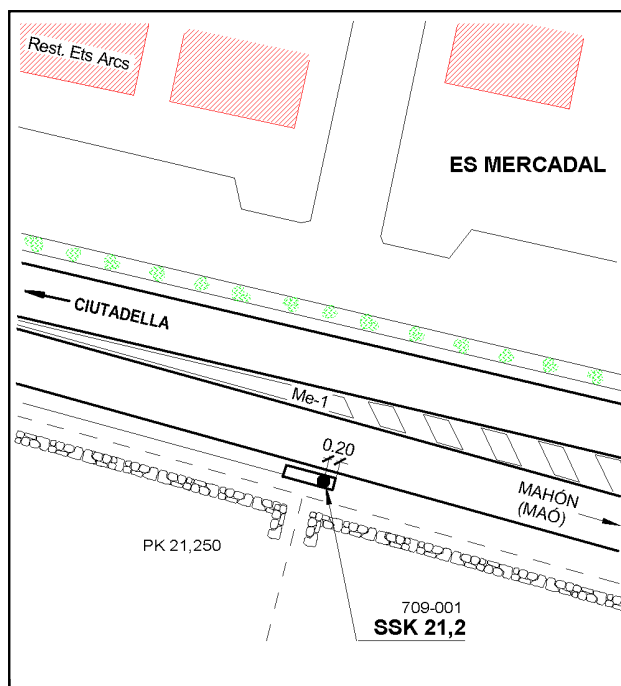 Rest. Ets Arcs
ES MERCADAL
CIUTADELLA
Me-1
0.20
MAHÓN
(MAÓ)
PK 21,250
709-001
SSK 21,2